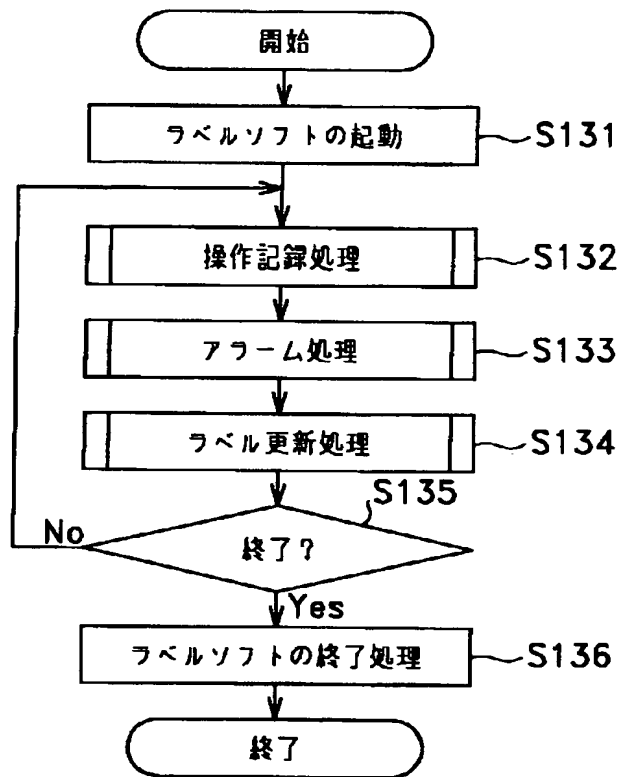 開始
ラベルソフトの起動 S131
操作記録処理 S132
アラーム処理 S133
ラベル更新処理 S134
S135
No 終了?
Yes
ラベルソフトの終了処理 S136
終了